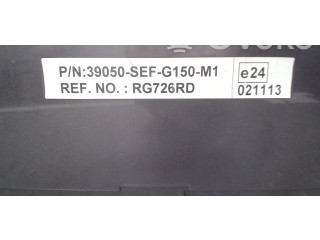 P/N:39050-SEF-G150-M1
REF. NO. : RG726RD
e24
021113